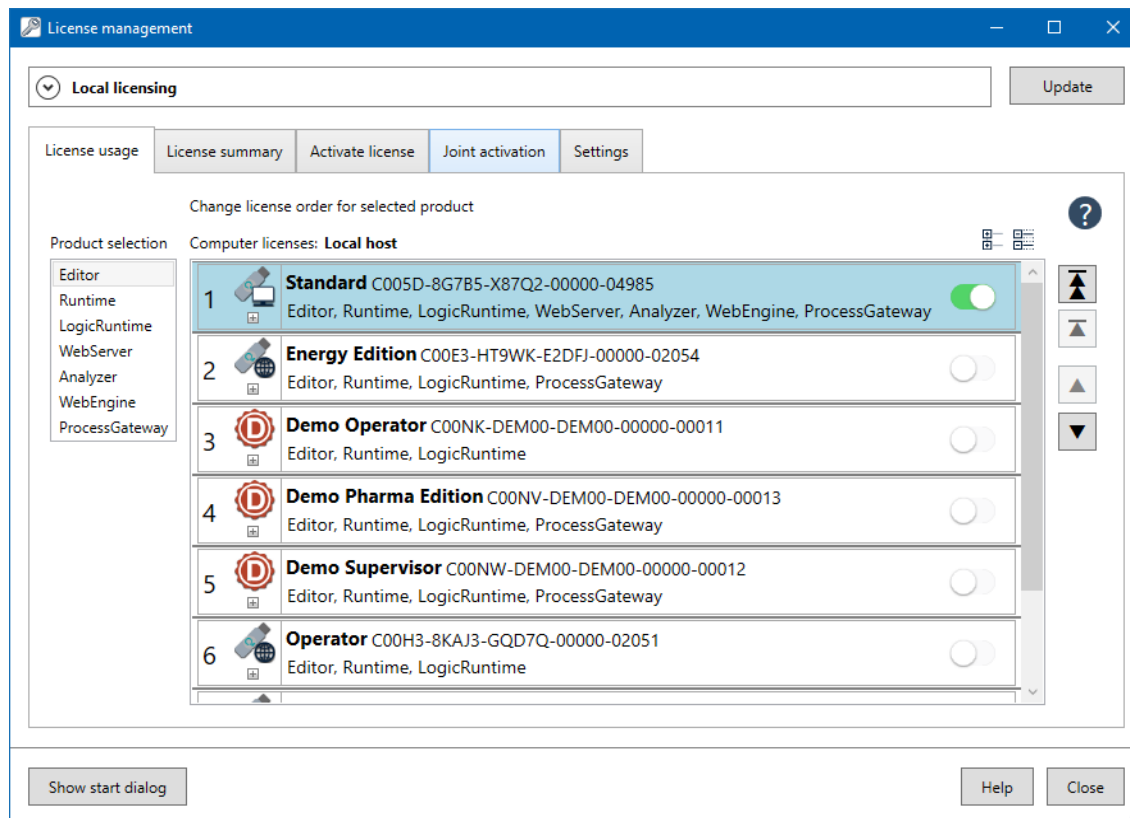 License management
Local licensing
Update
License usage
License summary
Activate license
Joint activation
Settings
Change license order for selected product
?
Product selection
Computer licenses: Local host
Editor
Runtime
LogicRuntime
WebServer
Analyzer
WebEngine
ProcessGateway
1
Standard C005D-8G7B5-X87Q2-00000-04985
Editor, Runtime, LogicRuntime, WebServer, Analyzer, WebEngine, ProcessGateway
2
Energy Edition C00E3-HT9WK-E2DFJ-00000-02054
Editor, Runtime, LogicRuntime, ProcessGateway
3
D
Demo Operator C00NK-DEM00-DEM00-00000-00011
Editor, Runtime, LogicRuntime
4
D
Demo Pharma Edition C00NV-DEM00-DEM00-00000-00013
Editor, Runtime, LogicRuntime, ProcessGateway
5
D
Demo Supervisor C00NW-DEM00-DEM00-00000-00012
Editor, Runtime, LogicRuntime, ProcessGateway
6
Operator C00H3-8KAJ3-GQD7Q-00000-02051
Editor, Runtime, LogicRuntime
Show start dialog
Help
Close